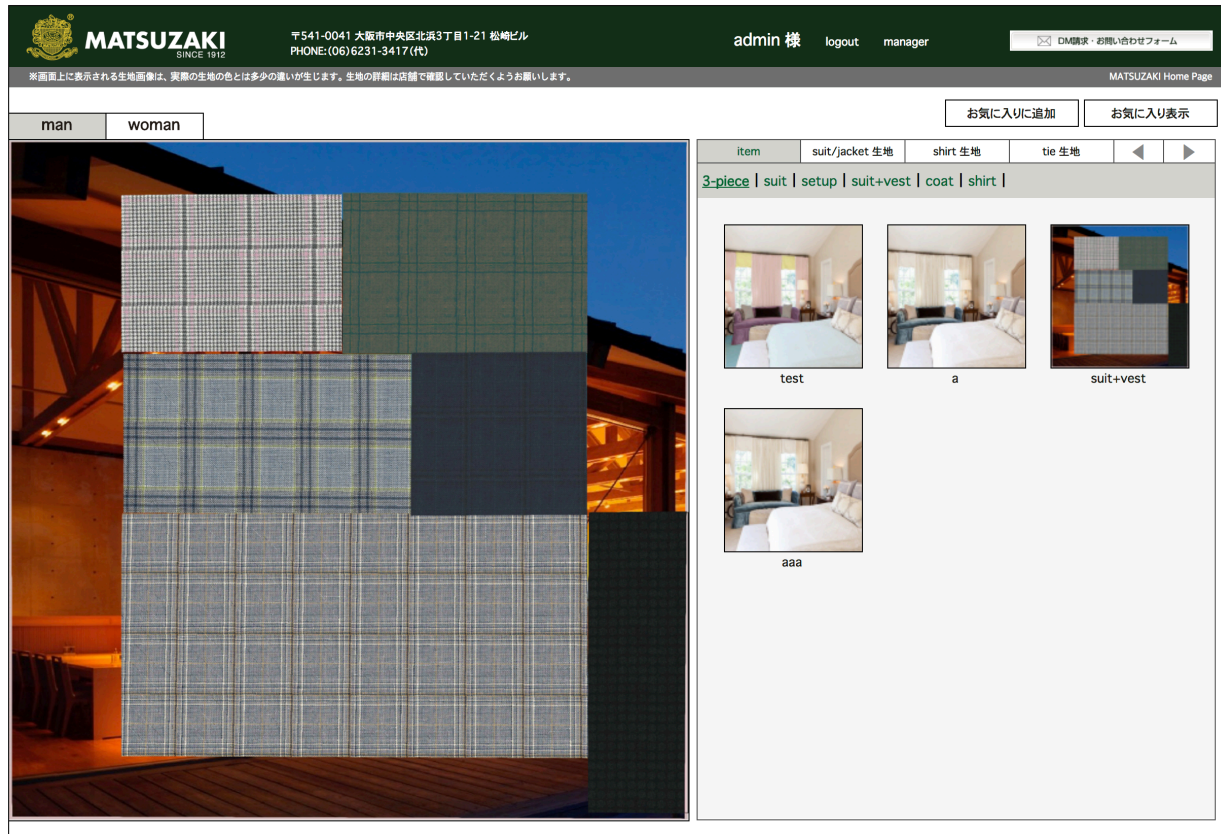 MATSUZAKI
SINCE 1912
〒541-0041 大阪市中央区北浜3丁目1-21 松崎ビル
PHONE:(06)6231-3417(代)
admin 様
logout
manager
DM請求・お問い合わせフォーム
※画面上に表示される生地画像は、実際の生地の色とは多少の違いが生じます。生地の詳細は店舗で確認していただくようお願いします。
MATSUZAKI Home Page
お気に入りに追加
お気に入り表示
man
woman
item
suit/jacket 生地
shirt 生地
tie 生地
3-piece | suit | setup | suit+vest | coat | shirt |
test
a
suit+vest
aaa